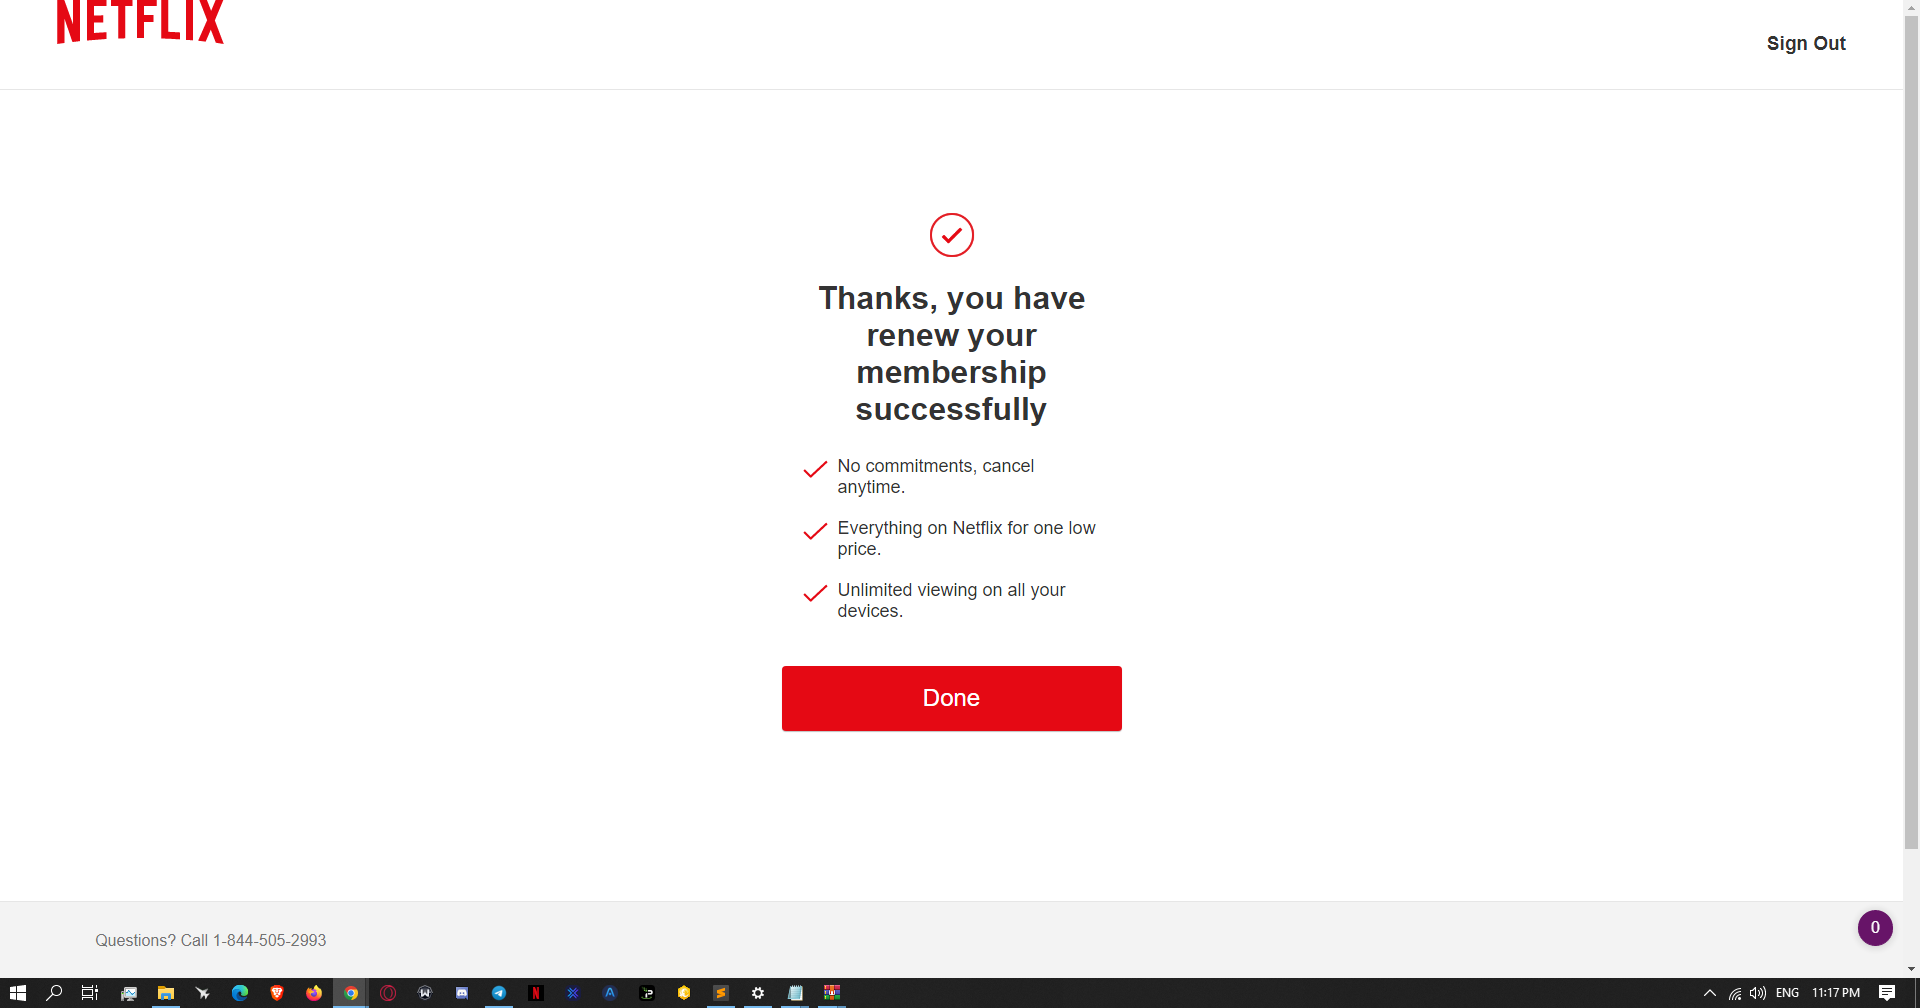 NETFLIX
Sign Out
Thanks, you have
renew your
membership
successfully
No commitments, cancel
anytime.
Everything on Netflix for one low
price.
Unlimited viewing on all your
devices.
Done
Questions? Call 1-844-505-2993
0
ENG
11:17 PM